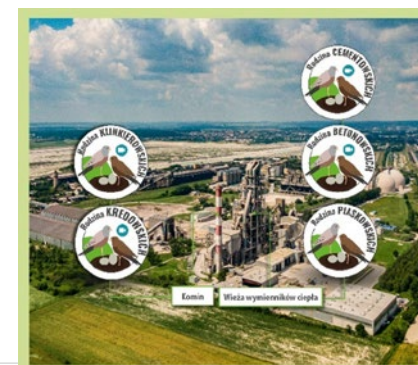 Rodzina CEMENTOWSKICH
Rodzina KLINKIEROWSKICH
Rodzina BETONOWSKICH
Rodzina KREDOWSKICH
Rodzina PIASKOWSKICH
Komin
Wieża wymienników ciepła